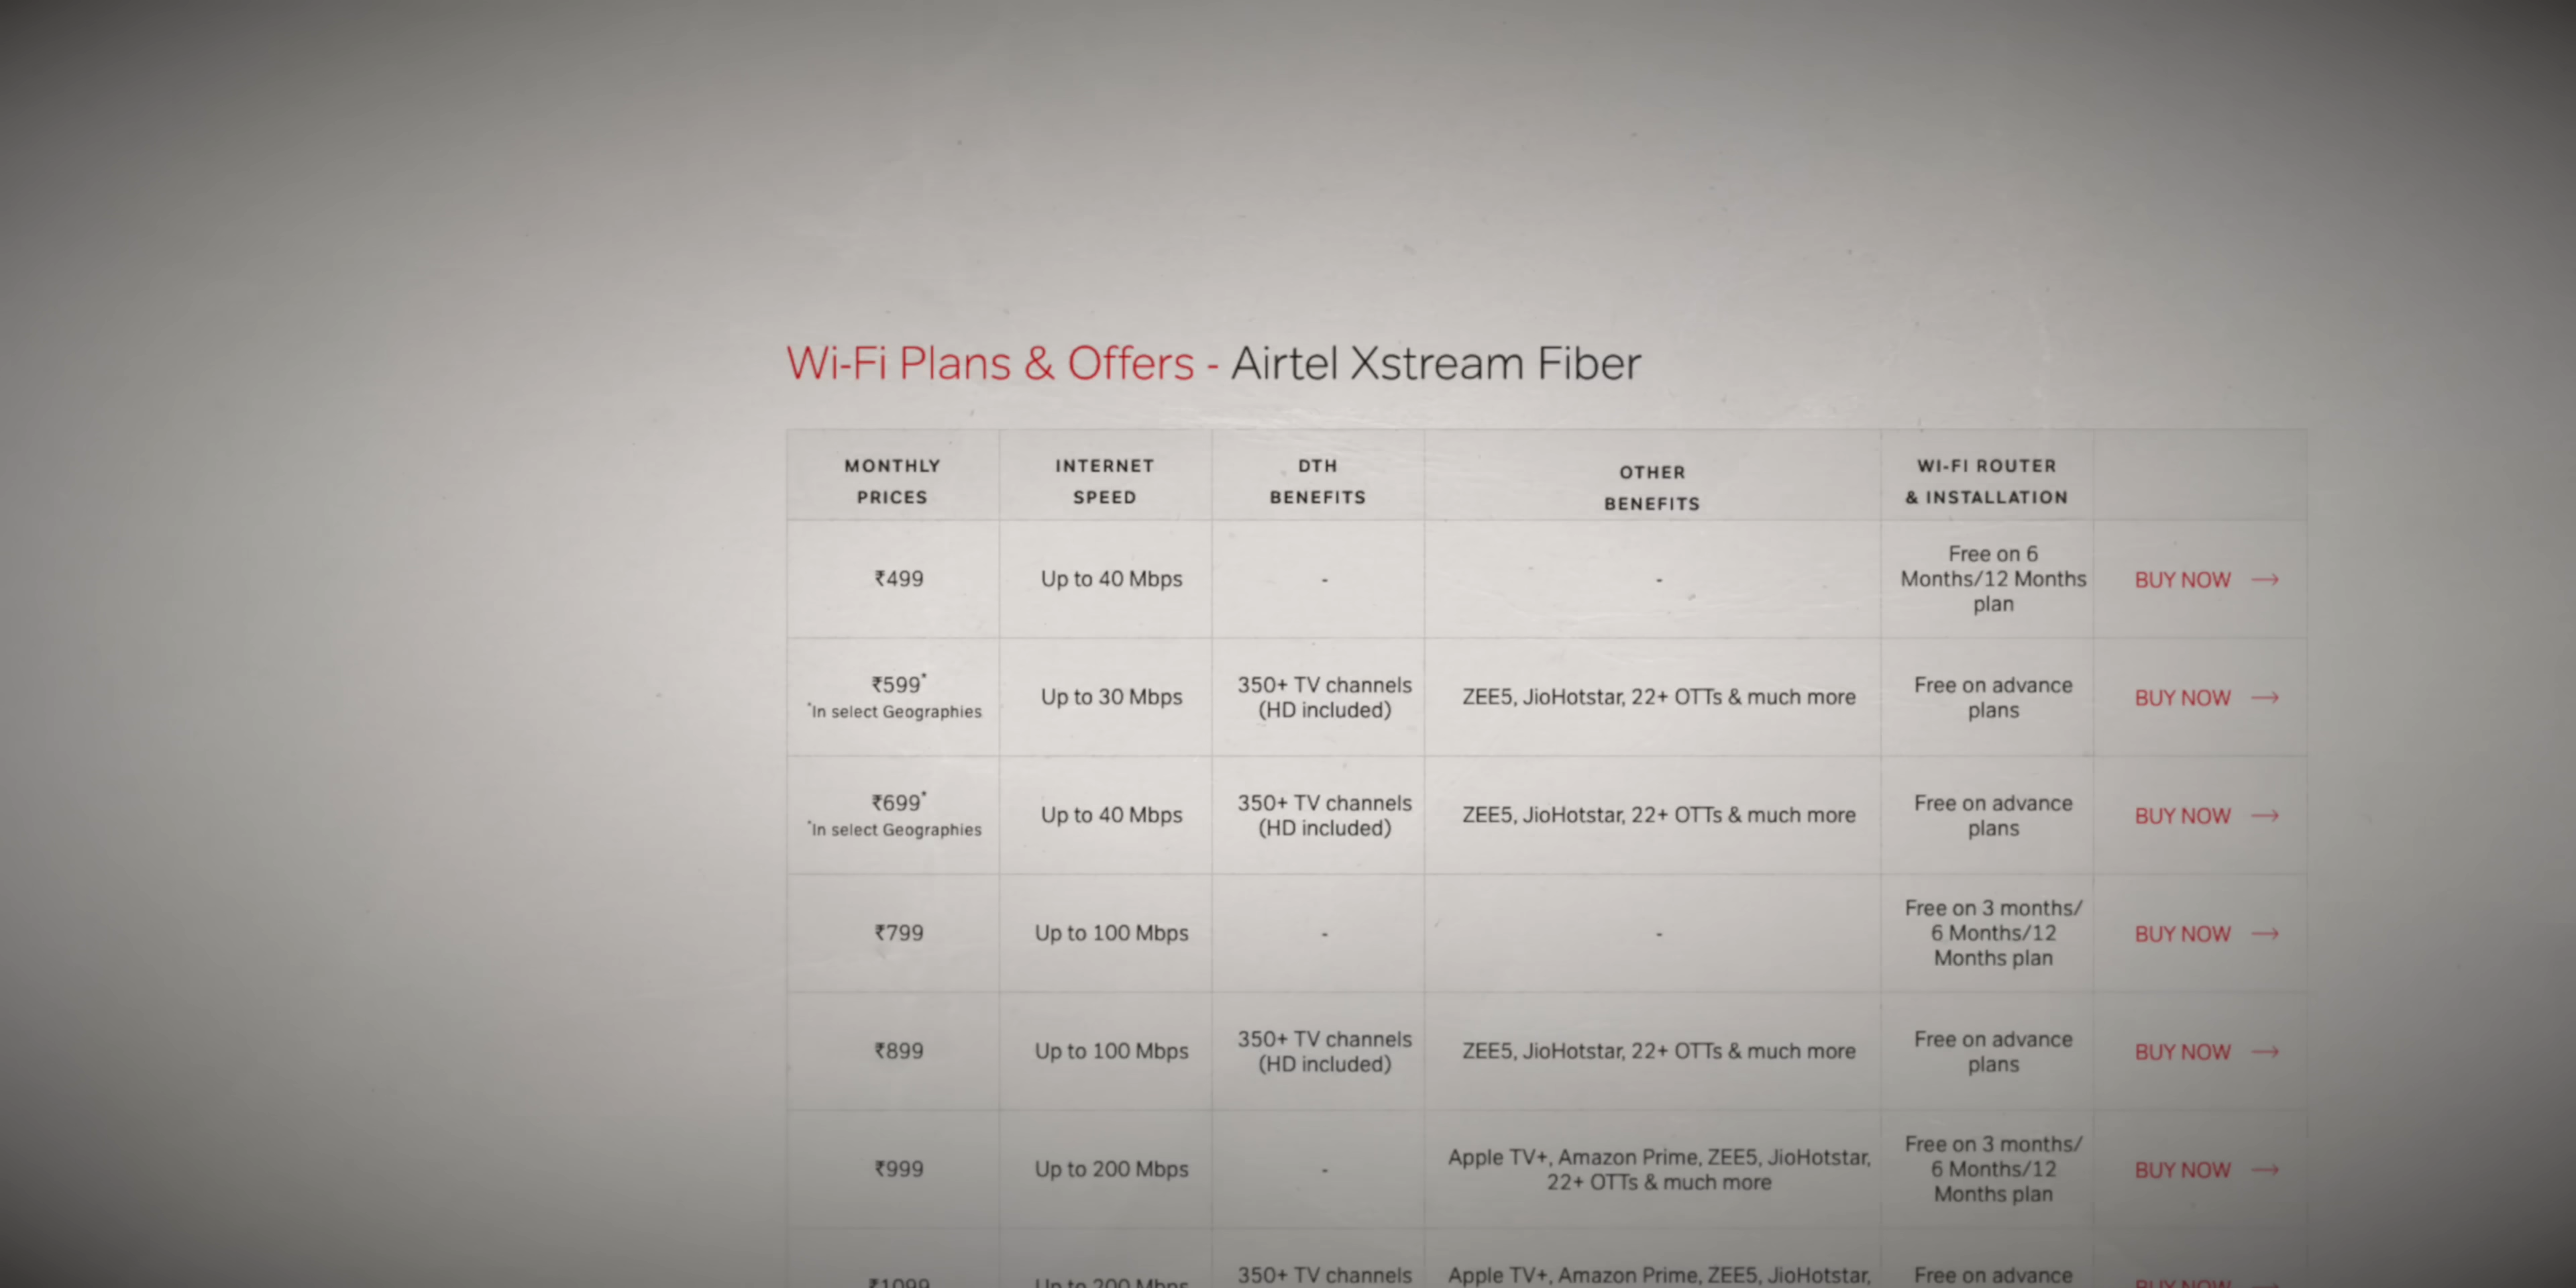 Wi-Fi Plans & Offers - Airtel Xstream Fiber
MONTHLY
PRICES
INTERNET
SPEED
DTH
BENEFITS
OTHER
BENEFITS
WI-FI ROUTER
& INSTALLATION
₹499
Up to 40 Mbps
-
-
Free on 6
Months/12 Months
plan
BUY NOW →
₹599*
*In select Geographies
Up to 30 Mbps
350+ TV channels
(HD included)
ZEE5, JioHotstar, 22+ OTTs & much more
Free on advance
plans
BUY NOW →
₹699*
*In select Geographies
Up to 40 Mbps
350+ TV channels
(HD included)
ZEE5, JioHotstar, 22+ OTTs & much more
Free on advance
plans
BUY NOW →
₹799
Up to 100 Mbps
-
-
Free on 3 months/
6 Months/12
Months plan
BUY NOW →
₹899
Up to 100 Mbps
350+ TV channels
(HD included)
ZEE5, JioHotstar, 22+ OTTs & much more
Free on advance
plans
BUY NOW →
₹999
Up to 200 Mbps
-
Apple TV+, Amazon Prime, ZEE5, JioHotstar,
22+ OTTs & much more
Free on 3 months/
6 Months/12
Months plan
BUY NOW →
₹1099
Up to 200 Mbps
350+ TV channels
Apple TV+, Amazon Prime, ZEE5, JioHotstar,
Free on advance
BUY NOW